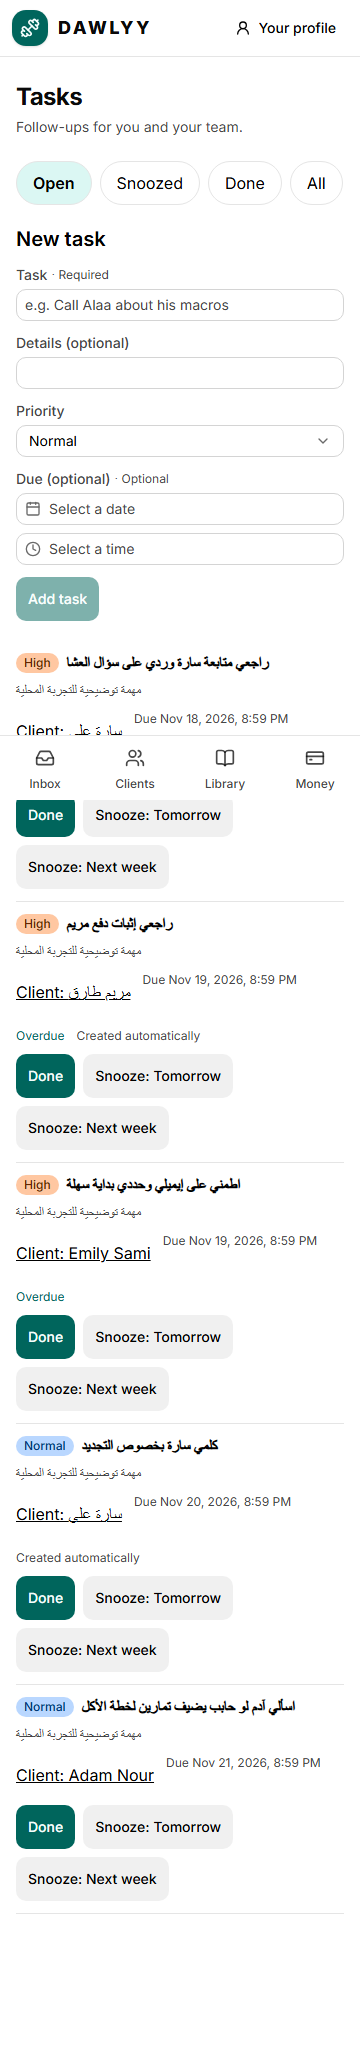 DAWLYY
Your profile
Tasks
Follow-ups for you and your team.
Open
Snoozed
Done
All
New task
Task · Required
e.g. Call Alaa about his macros
Details (optional)
Priority
Normal
Due (optional) · Optional
Select a date
Select a time
Add task
High راجعي متابعة سارة وردي على سؤال العشا
مهمة توضيحية للتجربة المحلية
Client: سارة علي Due Nov 18, 2026, 8:59 PM
Inbox
Clients
Library
Money
Done
Snooze: Tomorrow
Snooze: Next week
High راجعي إثبات دفع مريم
مهمة توضيحية للتجربة المحلية
Client: مريم طارق Due Nov 19, 2026, 8:59 PM
Overdue Created automatically
Done
Snooze: Tomorrow
Snooze: Next week
High اطمني على إيميلي وحددي بداية سهلة
مهمة توضيحية للتجربة المحلية
Client: Emily Sami Due Nov 19, 2026, 8:59 PM
Overdue
Done
Snooze: Tomorrow
Snooze: Next week
Normal كلمي سارة بخصوص التجديد
مهمة توضيحية للتجربة المحلية
Client: سارة علي Due Nov 20, 2026, 8:59 PM
Created automatically
Done
Snooze: Tomorrow
Snooze: Next week
Normal اسألي آدم لو حابب يضيف تمارين لخطة الأكل
مهمة توضيحية للتجربة المحلية
Client: Adam Nour Due Nov 21, 2026, 8:59 PM
Done
Snooze: Tomorrow
Snooze: Next week